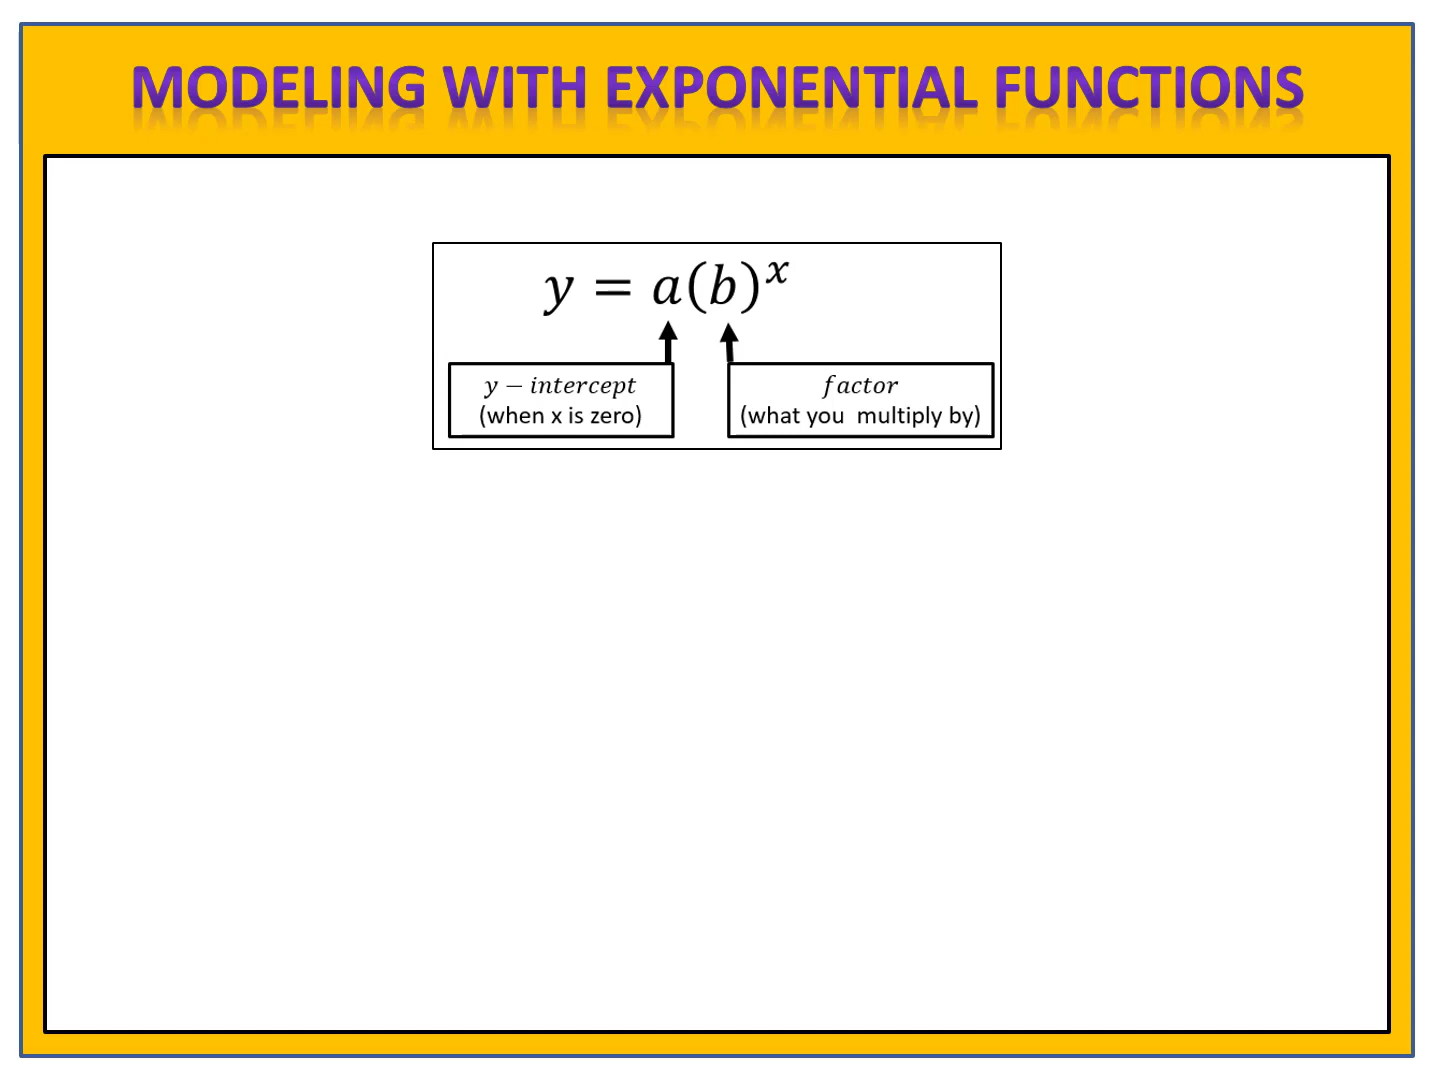 MODELING WITH EXPONENTIAL FUNCTIONS
y = a(b)^x
y − intercept
(when x is zero)
factor
(what you multiply by)